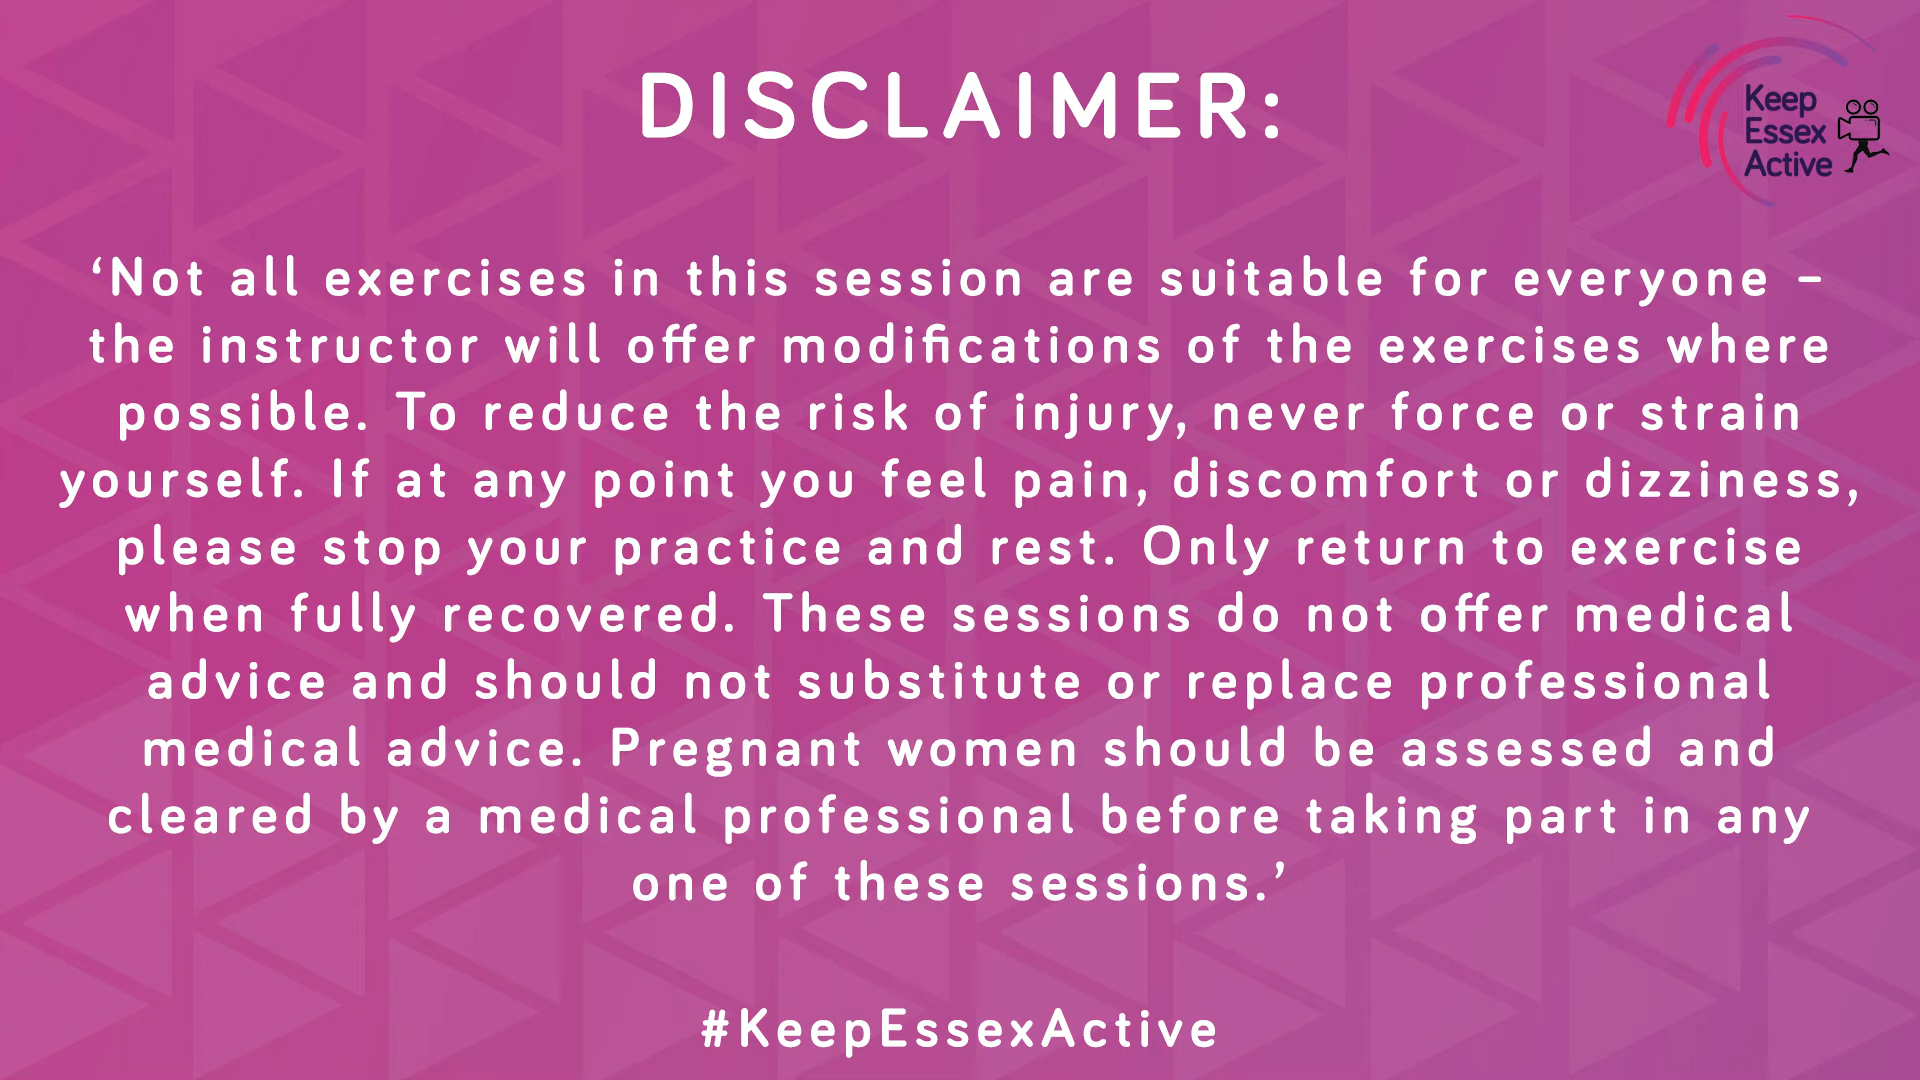 DISCLAIMER:
Keep
Essex
Active
‘Not all exercises in this session are suitable for everyone –
the instructor will offer modifications of the exercises where
possible. To reduce the risk of injury, never force or strain
yourself. If at any point you feel pain, discomfort or dizziness,
please stop your practice and rest. Only return to exercise
when fully recovered. These sessions do not offer medical
advice and should not substitute or replace professional
medical advice. Pregnant women should be assessed and
cleared by a medical professional before taking part in any
one of these sessions.’
#KeepEssexActive